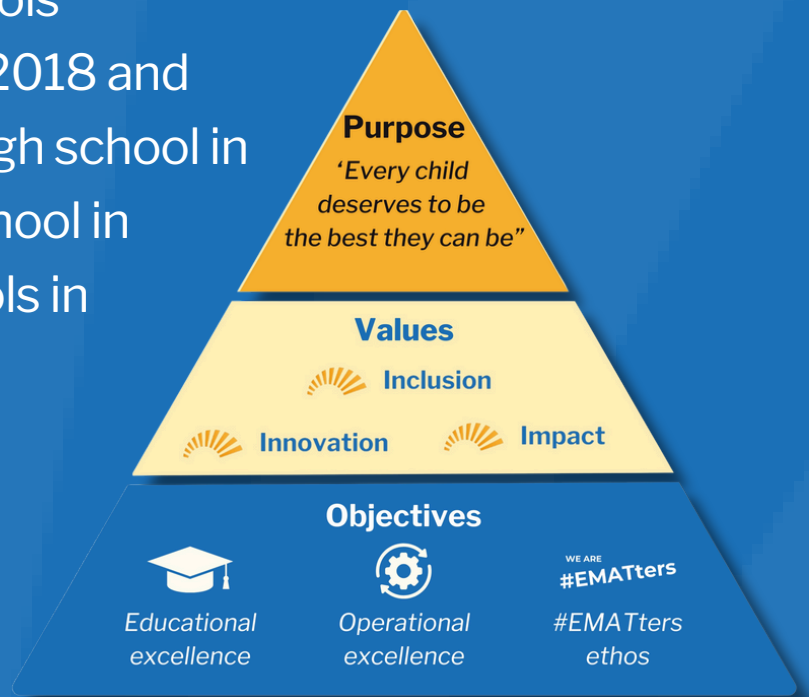 ols
2018 and
gh school in
hool in
ols in
Purpose
‘Every child
deserves to be
the best they can be”
Values
Inclusion
Innovation
Impact
Objectives
WE ARE
#EMATters
Educational
excellence
Operational
excellence
#EMATters
ethos